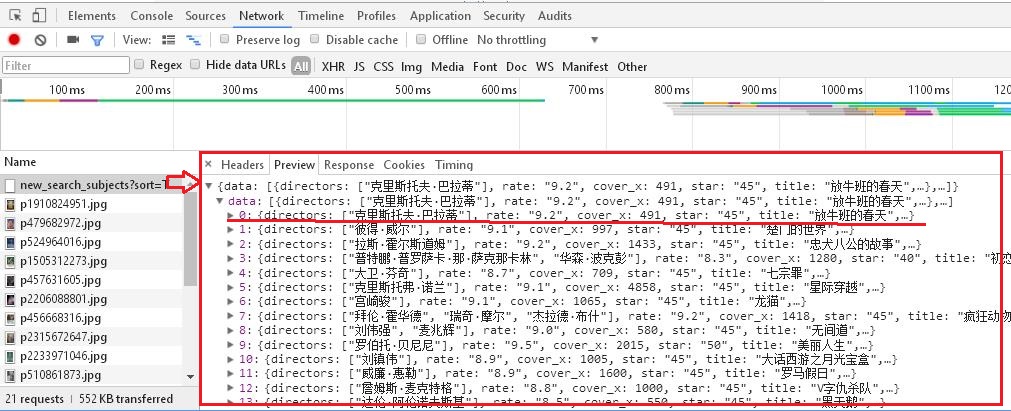 Elements Console Sources Network Timeline Profiles Application Security Audits
View: Preserve log Disable cache Offline No throttling
Filter Regex Hide data URLs All XHR JS CSS Img Media Font Doc WS Manifest Other
100 ms 200 ms 300 ms 400 ms 500 ms 600 ms 700 ms 800 ms 900 ms 1000 ms 1100 ms 120
Name
new_search_subjects?sort=T
p1910824951.jpg
p479682972.jpg
p524964016.jpg
p1505312273.jpg
p457631605.jpg
p2206088801.jpg
p456668316.jpg
p2315672647.jpg
p2233971046.jpg
p510861873.jpg
21 requests | 552 KB transferred
× Headers Preview Response Cookies Timing
{data: [{directors: ["克里斯托夫·巴拉蒂"], rate: "9.2", cover_x: 491, star: "45", title: "放牛班的春天",…},…]}
data: [{directors: ["克里斯托夫·巴拉蒂"], rate: "9.2", cover_x: 491, star: "45", title: "放牛班的春天",…},…]
0: {directors: ["克里斯托夫·巴拉蒂"], rate: "9.2", cover_x: 491, star: "45", title: "放牛班的春天",…}
1: {directors: ["彼得·威尔"], rate: "9.1", cover_x: 997, star: "45", title: "楚门的世界",…}
2: {directors: ["拉斯·霍尔斯道姆"], rate: "9.2", cover_x: 1433, star: "45", title: "忠犬八公的故事",…}
3: {directors: ["普特鹏·普罗萨卡·那·萨克那卡林", "华森·波克彭"], rate: "8.3", cover_x: 1280, star: "40", title: "初恋
4: {directors: ["大卫·芬奇"], rate: "8.7", cover_x: 709, star: "45", title: "七宗罪",…}
5: {directors: ["克里斯托弗·诺兰"], rate: "9.1", cover_x: 4858, star: "45", title: "星际穿越",…}
6: {directors: ["宫崎骏"], rate: "9.1", cover_x: 1065, star: "45", title: "龙猫",…}
7: {directors: ["拜伦·霍华德", "瑞奇·摩尔", "杰拉德·布什"], rate: "9.2", cover_x: 1418, star: "45", title: "疯狂动物
8: {directors: ["刘伟强", "麦兆辉"], rate: "9.0", cover_x: 580, star: "45", title: "无间道",…}
9: {directors: ["罗伯托·贝尼尼"], rate: "9.5", cover_x: 2015, star: "50", title: "美丽人生",…}
10: {directors: ["刘镇伟"], rate: "8.9", cover_x: 1005, star: "45", title: "大话西游之月光宝盒",…}
11: {directors: ["威廉·惠勒"], rate: "8.9", cover_x: 1600, star: "45", title: "罗马假日",…}
12: {directors: ["詹姆斯·麦克特格"], rate: "8.8", cover_x: 1000, star: "45", title: "V字仇杀队",…}
13: {directors: ["达伦·阿伦诺夫斯基"], rate: "8.5", cover_x: 550, star: "45", title: "黑天鹅",…}